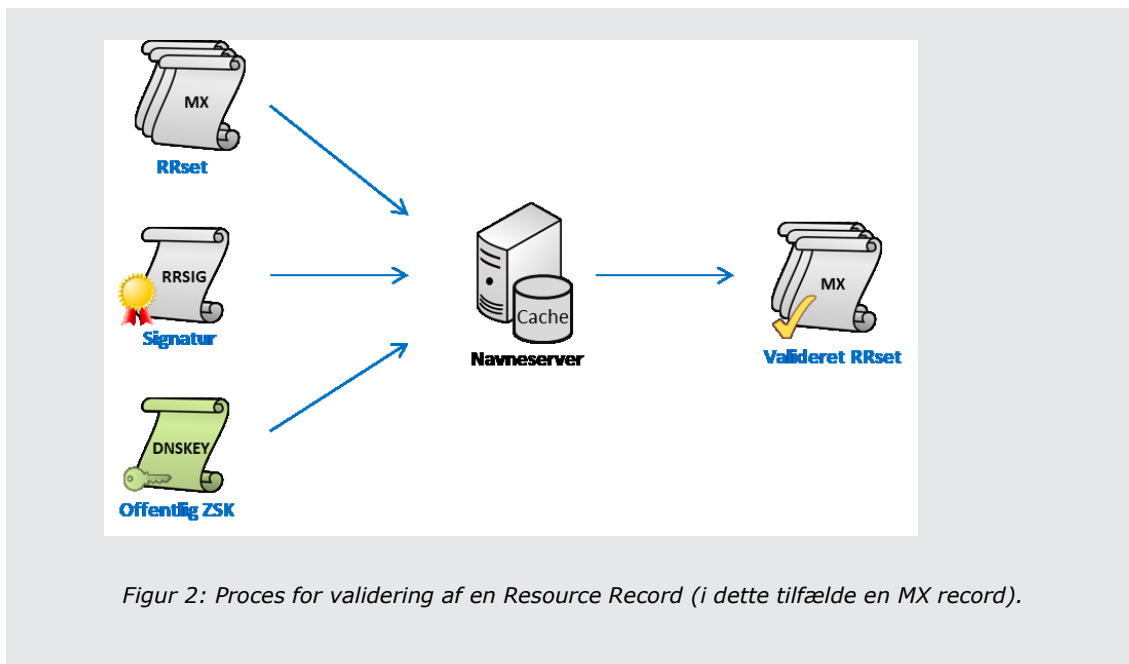 MX
RRset
RRSIG
Signatur
DNSKEY
Offentlig ZSK
Cache
Navneserver
MX
Valideret RRset
Figur 2: Proces for validering af en Resource Record (i dette tilfælde en MX record).